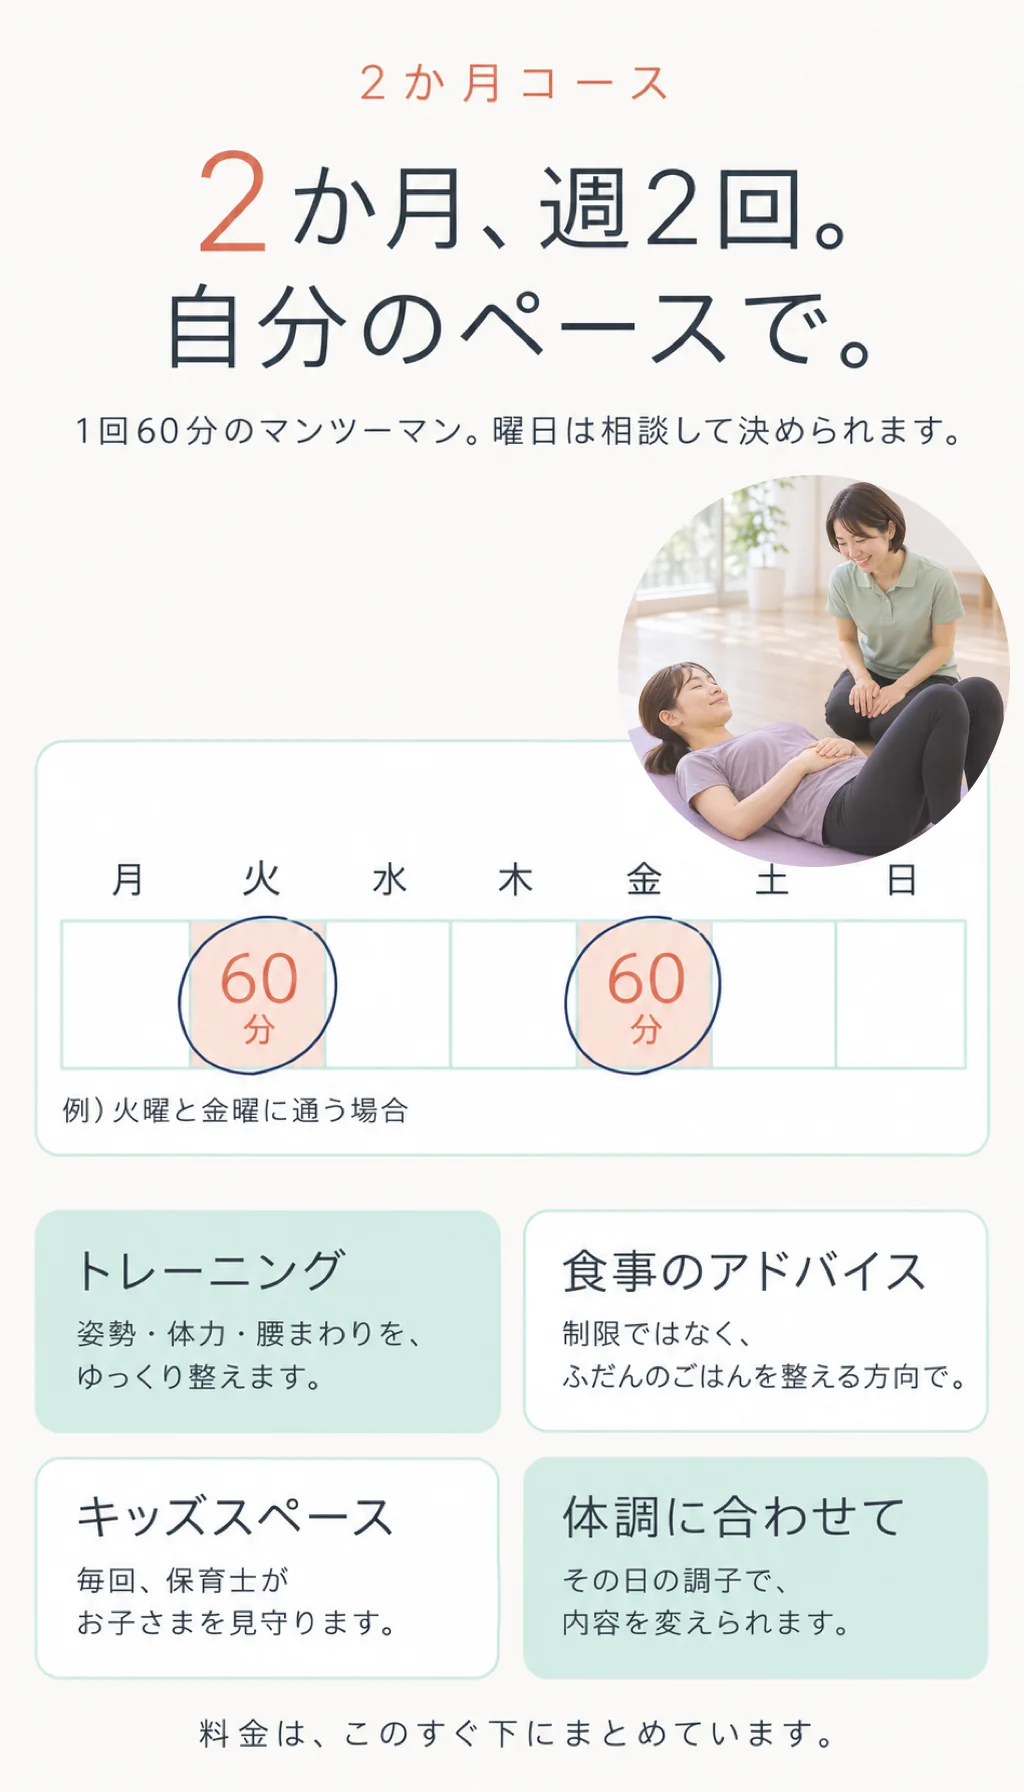 2か月コース
2か月、週2回。
自分のペースで。
1回60分のマンツーマン。曜日は相談して決められます。
月 火 水 木 金 土 日
60 60
分 分
例）火曜と金曜に通う場合
トレーニング
姿勢・体力・腰まわりを、
ゆっくり整えます。
食事のアドバイス
制限ではなく、
ふだんのごはんを整える方向で。
キッズスペース
毎回、保育士が
お子さまを見守ります。
体調に合わせて
その日の調子で、
内容を変えられます。
料金は、このすぐ下にまとめています。